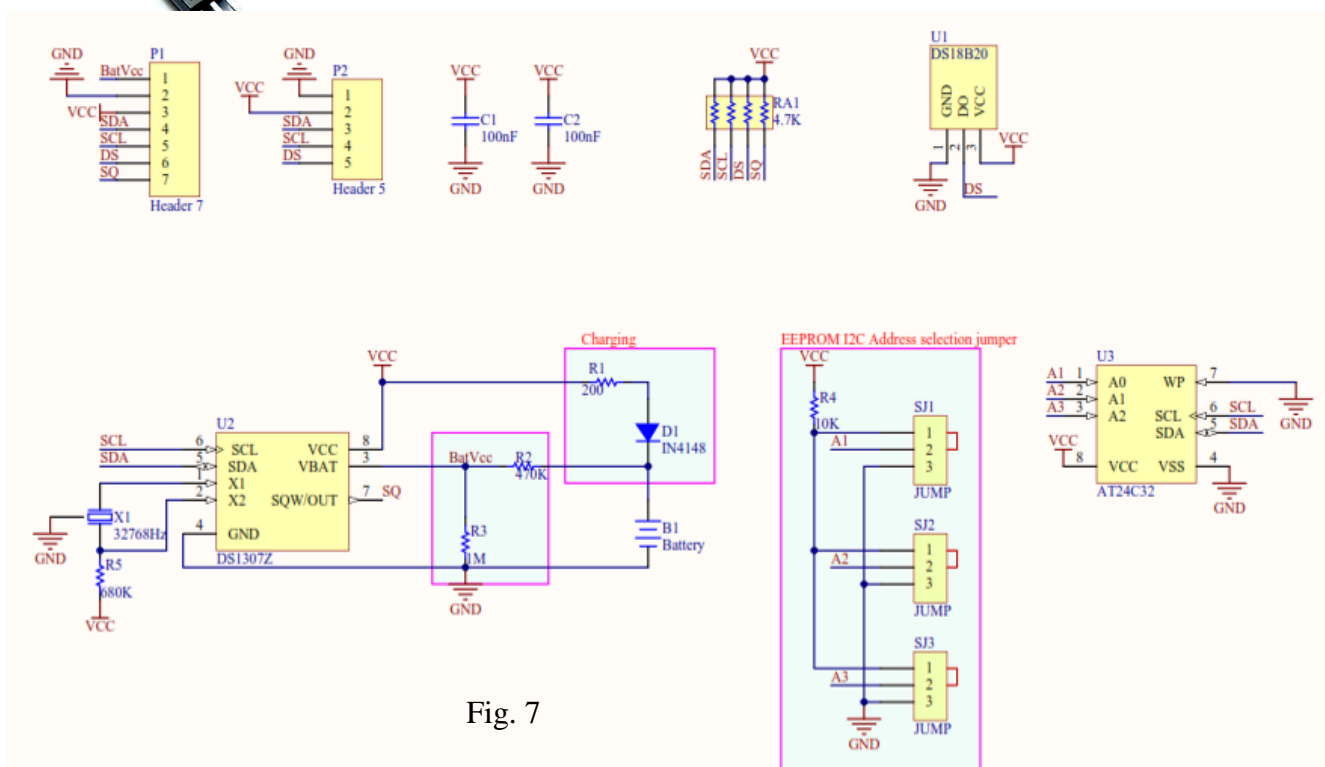 GND
P1
BatVcc
1
2
VCC
3
SDA
4
SCL
5
DS
6
SQ
7
Header 7
GND
P2
VCC
1
2
SDA
3
SCL
4
DS
5
Header 5
VCC
C1
100nF
GND
VCC
C2
100nF
GND
VCC
RA1
4.7K
SDA
SCL
DS
SQ
U1
DS18B20
GND
DO
VCC
1
2
3
VCC
GND
DS
VCC
U2
SCL
6
SCL
VCC
8
SDA
5
SDA
VBAT
3
1
X1
2
X2
SQW/OUT
7
SQ
4
GND
DS1307Z
X1
32768Hz
GND
R5
680K
VCC
Charging
R1
200
D1
IN4148
BatVcc
R2
470K
R3
1M
GND
B1
Battery
EEPROM I2C Address selection jumper
VCC
R4
10K
SJ1
1
A1
2
3
JUMP
SJ2
1
A2
2
3
JUMP
SJ3
1
A3
2
3
JUMP
GND
U3
A1
1
A0
WP
7
A2
2
A1
A3
3
A2
SCL
6
SCL
SDA
5
SDA
GND
VCC
8
VCC
VSS
4
AT24C32
GND
Fig. 7